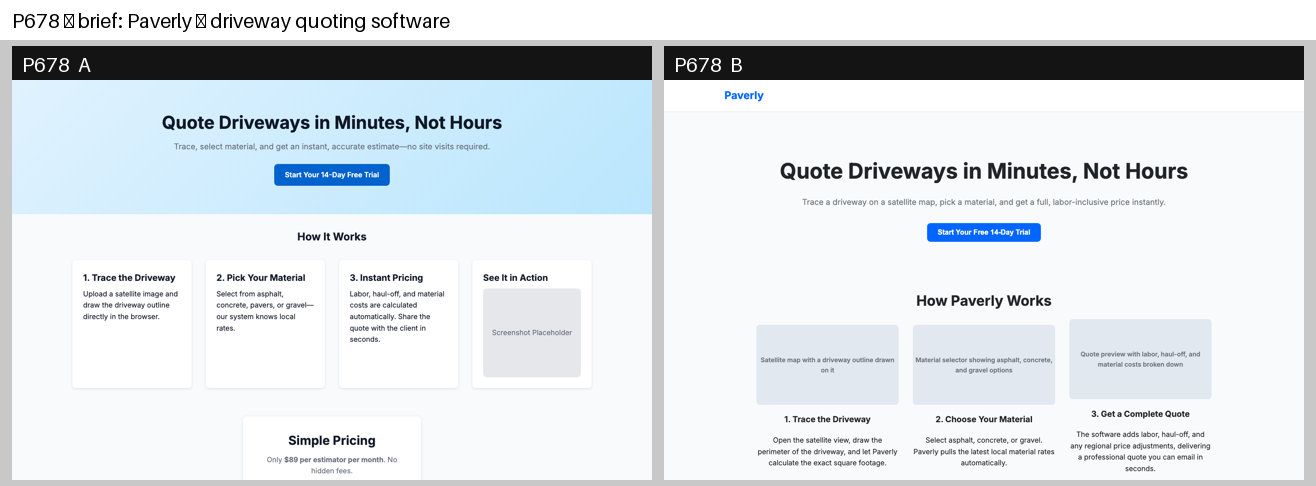 P678 ▯ brief: Paverly ▯ driveway quoting software
P678 A
Quote Driveways in Minutes, Not Hours
Trace, select material, and get an instant, accurate estimate—no site visits required.
Start Your 14-Day Free Trial
How It Works
1. Trace the Driveway
Upload a satellite image and
draw the driveway outline
directly in the browser.
2. Pick Your Material
Select from asphalt,
concrete, pavers, or gravel—
our system knows local
rates.
3. Instant Pricing
Labor, haul-off, and material
costs are calculated
automatically. Share the
quote with the client in
seconds.
See It in Action
Screenshot Placeholder
Simple Pricing
Only $89 per estimator per month. No
hidden fees.
P678 B
Paverly
Quote Driveways in Minutes, Not Hours
Trace a driveway on a satellite map, pick a material, and get a full, labor-inclusive price instantly.
Start Your Free 14-Day Trial
How Paverly Works
Satellite map with a driveway outline drawn
on it
1. Trace the Driveway
Open the satellite view, draw the
perimeter of the driveway, and let Paverly
calculate the exact square footage.
Material selector showing asphalt, concrete,
and gravel options
2. Choose Your Material
Select asphalt, concrete, or gravel.
Paverly pulls the latest local material rates
automatically.
Quote preview with labor, haul-off, and
material costs broken down
3. Get a Complete Quote
The software adds labor, haul-off, and
any regional price adjustments, delivering
a professional quote you can email in
seconds.